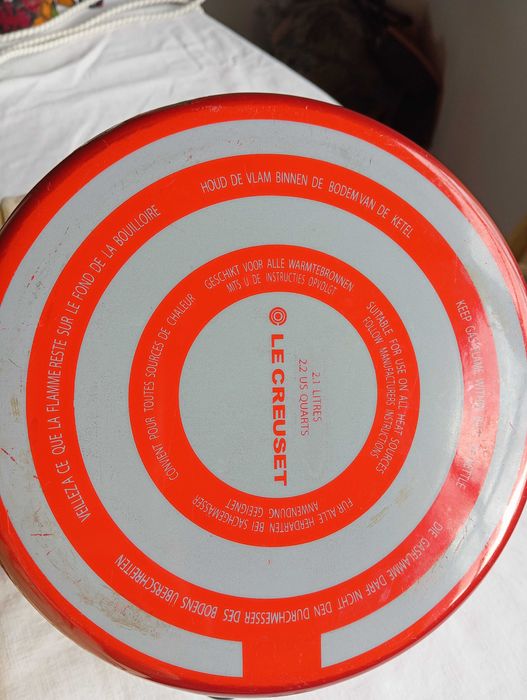 LE CREUSET
2.1 LITRES
2.2 US QUARTS
GESCHIKT VOOR ALLE WARMTEBRONNEN
MITS U DE INSTRUCTIES OPVOLGT
SUITABLE FOR USE ON ALL HEAT SOURCES
FOLLOW MANUFACTURERS INSTRUCTIONS
FÜR ALLE HERDARTEN BEI SACHGEMÄSSER
ANWENDUNG GEEIGNET
CONVIENT POUR TOUTES SOURCES DE CHALEUR
HOUD DE VLAM BINNEN DE BODEM VAN DE KETEL
KEEP GAS FLAME
DIE GASFLAMME DARF NICHT DEN DURCHMESSER DES BODENS ÜBERSCHREITEN
VEILLEZ A CE QUE LA FLAMME RESTE SUR LE FOND DE LA BOUILLOIRE